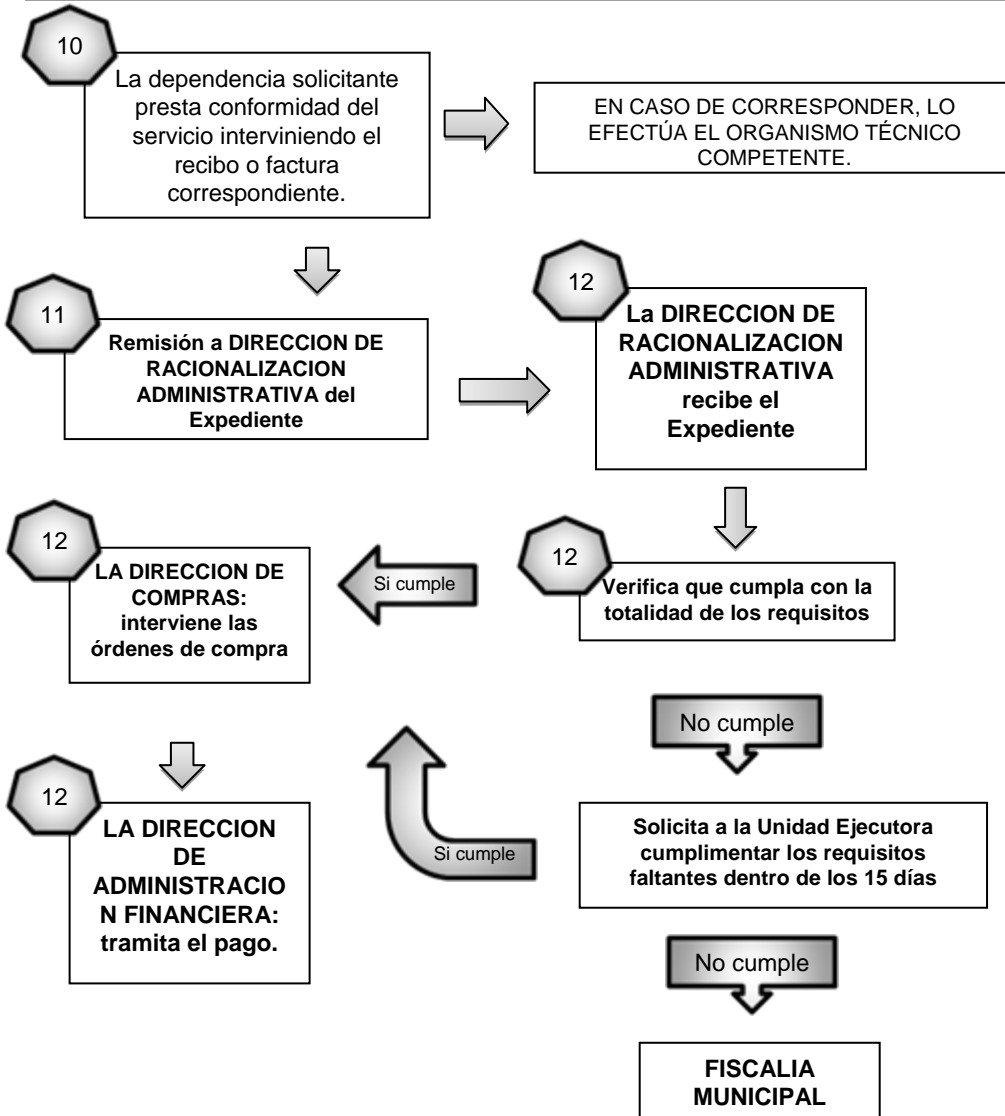 10
La dependencia solicitante
presta conformidad del
servicio interviniendo el
recibo o factura
correspondiente.
EN CASO DE CORRESPONDER, LO
EFECTÚA EL ORGANISMO TÉCNICO
COMPETENTE.
11
Remisión a DIRECCION DE
RACIONALIZACION
ADMINISTRATIVA del
Expediente
12
La DIRECCION DE
RACIONALIZACION
ADMINISTRATIVA
recibe el
Expediente
12
Verifica que cumpla con la
totalidad de los requisitos
Si cumple
12
LA DIRECCION DE
COMPRAS:
interviene las
órdenes de compra
No cumple
Solicita a la Unidad Ejecutora
cumplimentar los requisitos
faltantes dentro de los 15 días
Si cumple
12
LA DIRECCION
DE
ADMINISTRACIO
N FINANCIERA:
tramita el pago.
No cumple
FISCALIA
MUNICIPAL